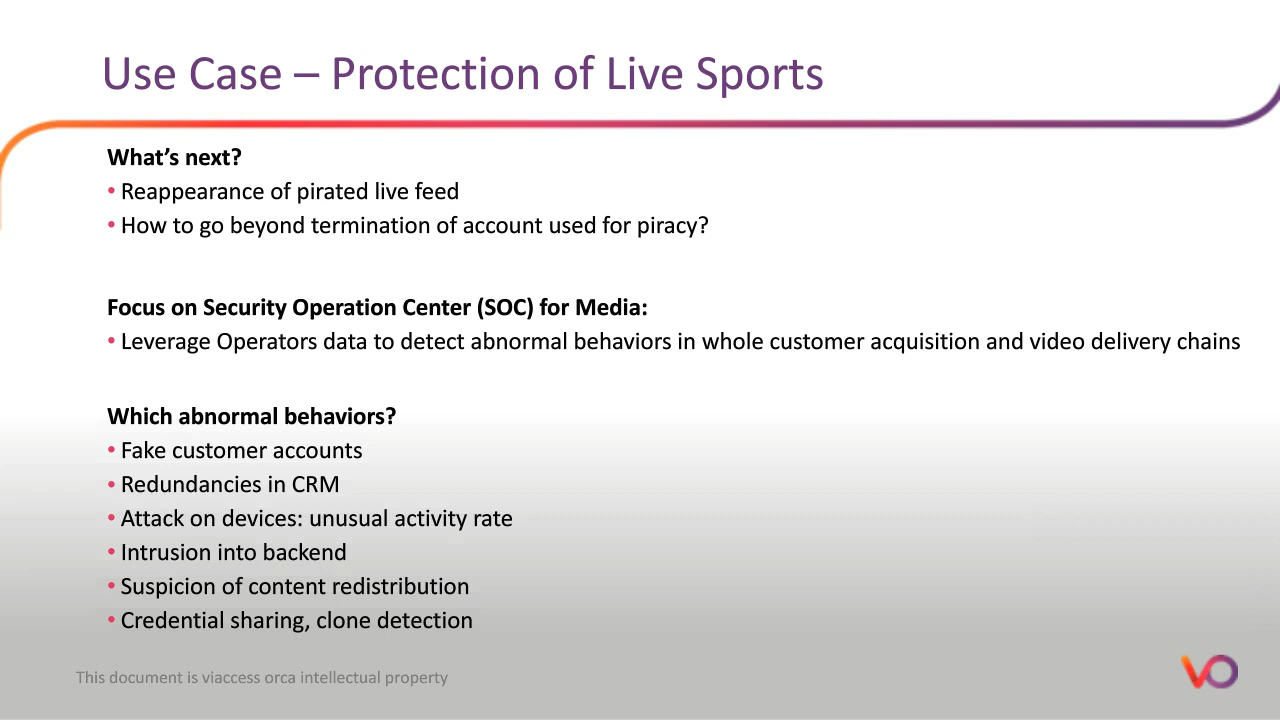 Use Case – Protection of Live Sports
What's next?
• Reappearance of pirated live feed
• How to go beyond termination of account used for piracy?
Focus on Security Operation Center (SOC) for Media:
• Leverage Operators data to detect abnormal behaviors in whole customer acquisition and video delivery chains
Which abnormal behaviors?
• Fake customer accounts
• Redundancies in CRM
• Attack on devices: unusual activity rate
• Intrusion into backend
• Suspicion of content redistribution
• Credential sharing, clone detection
This document is viaccess orca intellectual property
VO